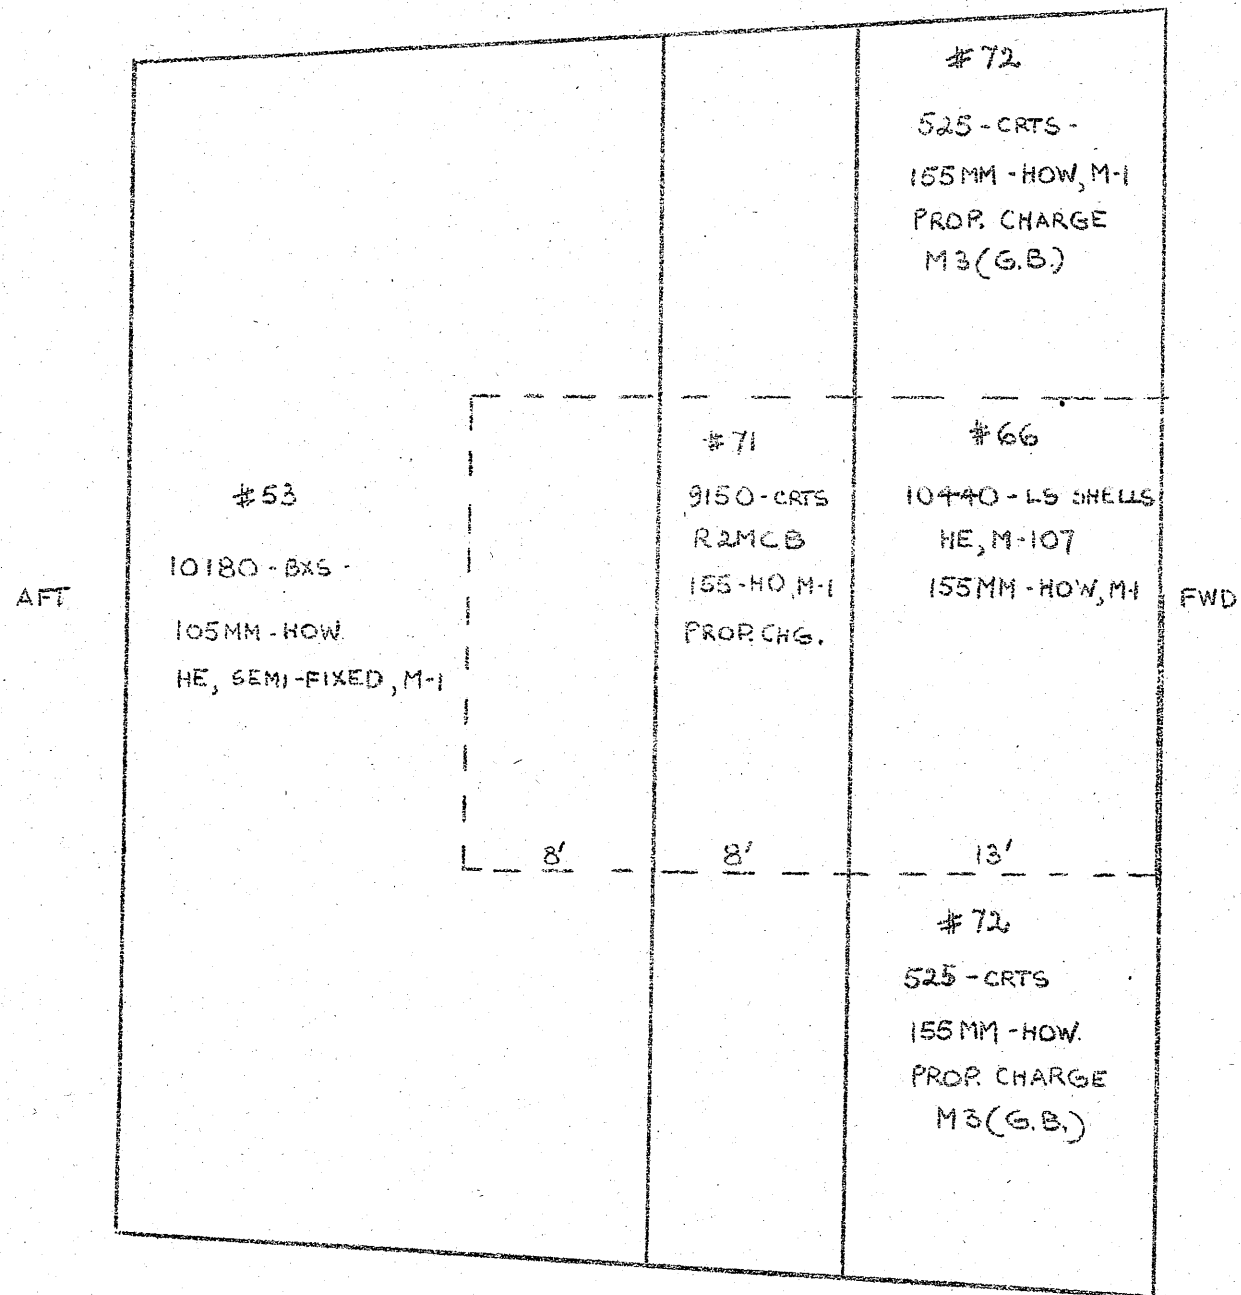 #72
525-CRTS-
155MM-HOW, M-1
PROP. CHARGE
M3(G.B.)
#53
10180-BXS-
105MM-HOW.
HE, SEMI-FIXED, M-1
#71
9150-CRTS
R2MCB
155-HO, M-1
PROP. CHG.
#66
10440-LS SHELLS
HE, M-107
155MM-HOW, M-1
AFT
FWD
8'
8'
13'
#72
525-CRTS
155MM-HOW.
PROP. CHARGE
M3(G.B.)